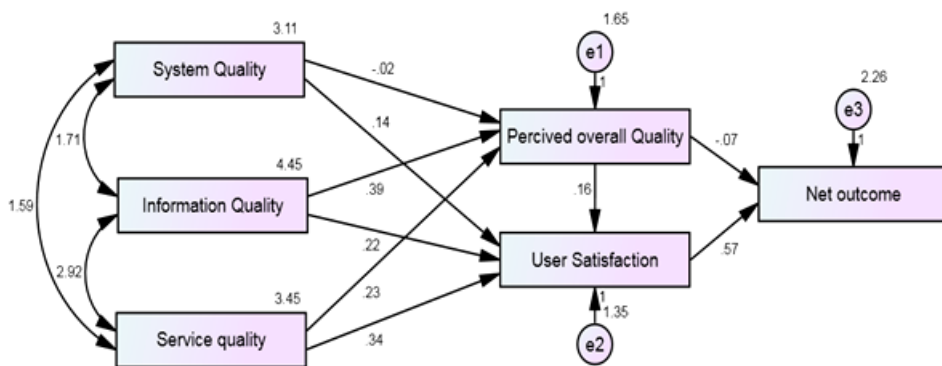 3.11
System Quality
1.65
e1
1
2.26
e3
1
-.02
.14
Percived overall Quality
-.07
1.71
4.45
.39
.16
Net outcome
1.59
Information Quality
.22
User Satisfaction
.57
2.92
3.45
.23
1
1.35
Service quality
.34
e2